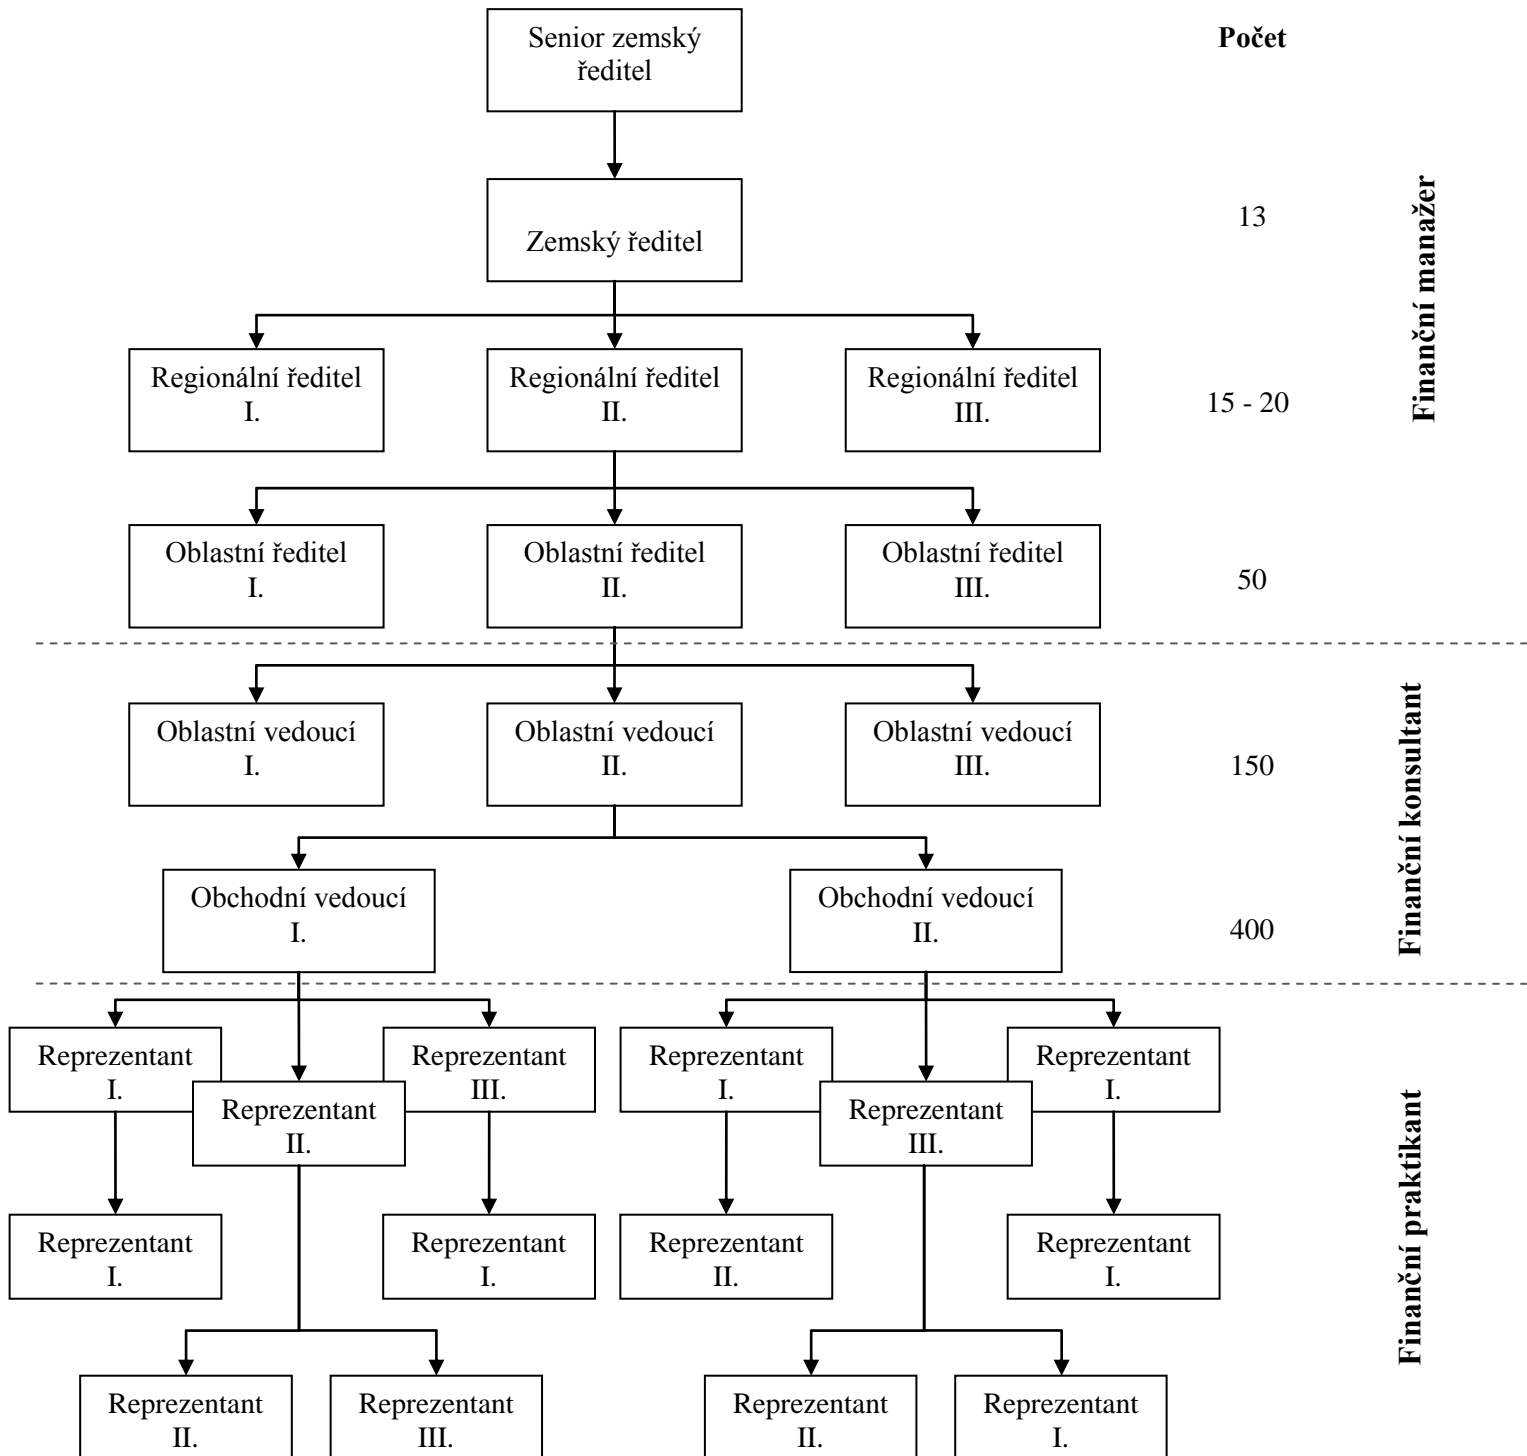 Senior zemský
ředitel
Počet
Zemský ředitel
13
Finanční manažer
Regionální ředitel
I.
Regionální ředitel
II.
Regionální ředitel
III.
15 - 20
Oblastní ředitel
I.
Oblastní ředitel
II.
Oblastní ředitel
III.
50
Oblastní vedoucí
I.
Oblastní vedoucí
II.
Oblastní vedoucí
III.
150
Finanční konsultant
Obchodní vedoucí
I.
Obchodní vedoucí
II.
400
Reprezentant
I.
Reprezentant
II.
Reprezentant
III.
Reprezentant
I.
Reprezentant
III.
Reprezentant
I.
Finanční praktikant
Reprezentant
I.
Reprezentant
I.
Reprezentant
II.
Reprezentant
I.
Reprezentant
II.
Reprezentant
III.
Reprezentant
II.
Reprezentant
I.